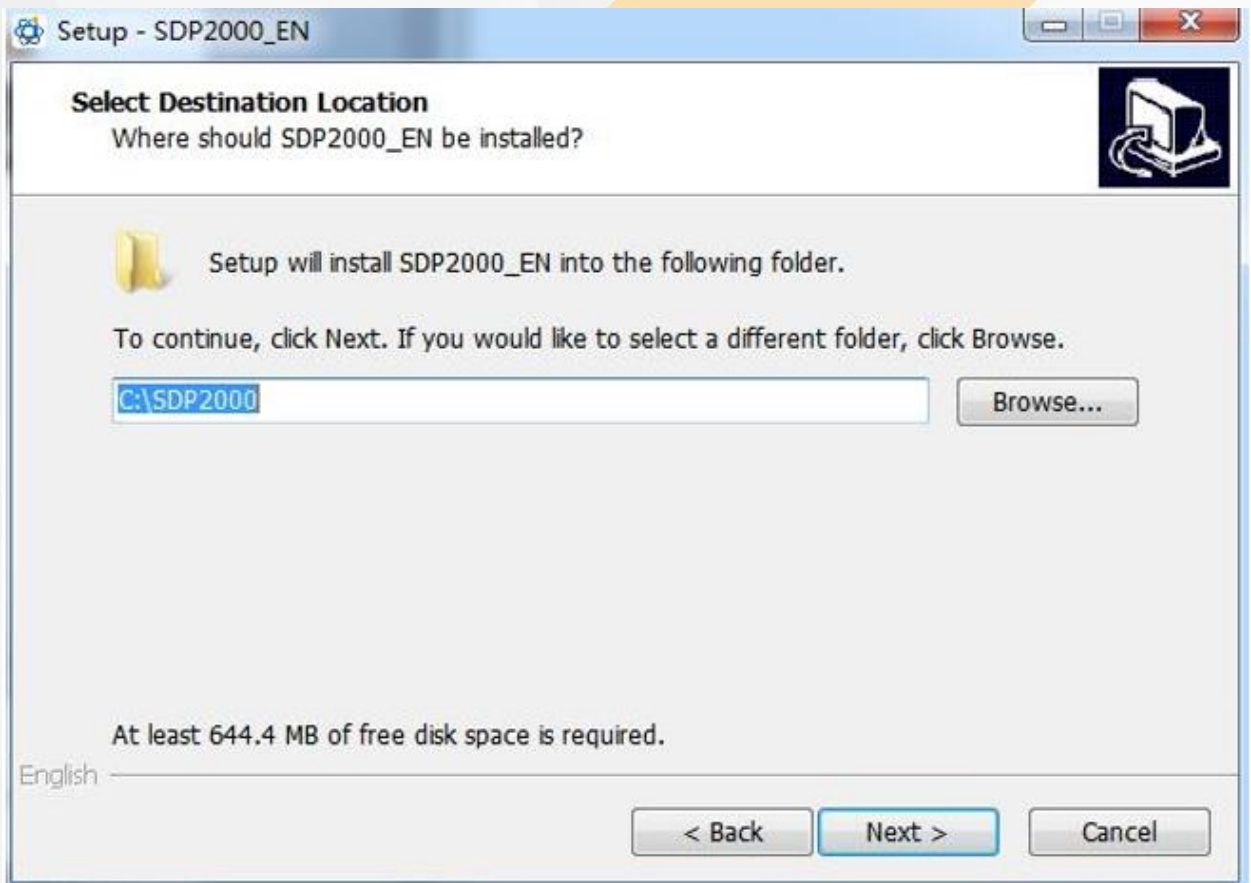 Setup - SDP2000_EN
Select Destination Location
Where should SDP2000_EN be installed?
Setup will install SDP2000_EN into the following folder.
To continue, click Next. If you would like to select a different folder, click Browse.
C:\SDP2000
Browse...
At least 644.4 MB of free disk space is required.
English
< Back
Next >
Cancel